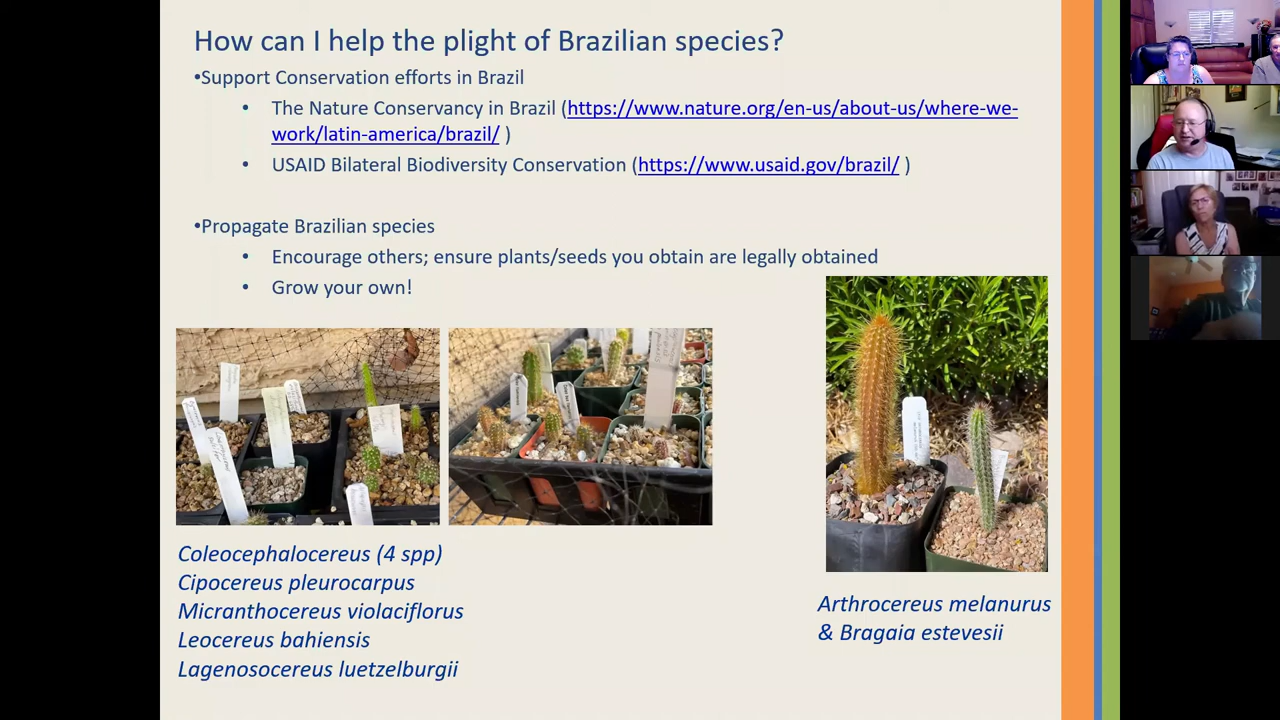 How can I help the plight of Brazilian species?
•Support Conservation efforts in Brazil
• The Nature Conservancy in Brazil (https://www.nature.org/en-us/about-us/where-we-
work/latin-america/brazil/ )
• USAID Bilateral Biodiversity Conservation (https://www.usaid.gov/brazil/ )
•Propagate Brazilian species
• Encourage others; ensure plants/seeds you obtain are legally obtained
• Grow your own!
Coleocephalocereus (4 spp)
Cipocereus pleurocarpus
Micranthocereus violaciflorus
Leocereus bahiensis
Lagenosocereus luetzelburgii
Arthrocereus melanurus
& Bragaia estevesii